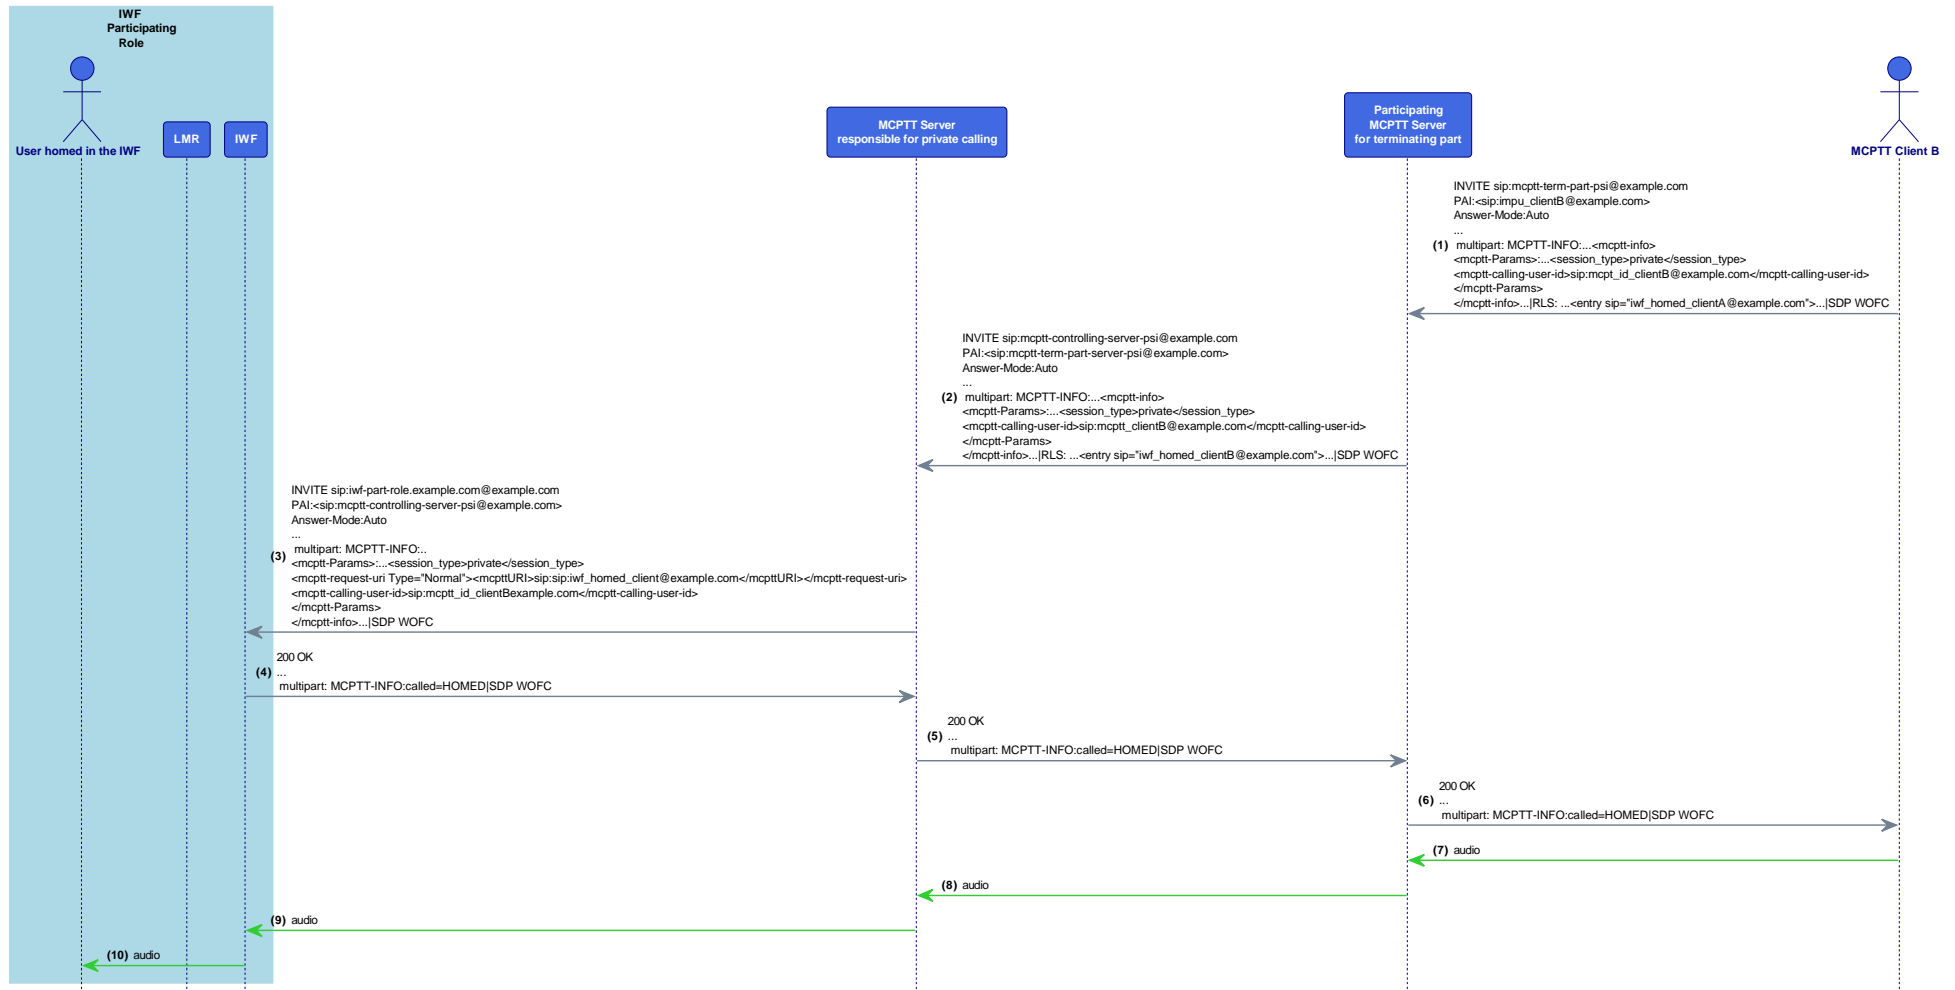 IWF
Participating
Role
User homed in the IWF
LMR
IWF
MCPTT Server
responsible for private calling
Participating
MCPTT Server
for terminating part
MCPTT Client B
INVITE sip:mcptt-term-part-psi@example.com
PAI:<sip:impu_clientB@example.com>
Answer-Mode:Auto
...
(1) multipart: MCPTT-INFO:...<mcptt-info>
<mcptt-Params>:...<session_type>private</session_type>
<mcptt-calling-user-id>sip:mcpt_id_clientB@example.com</mcptt-calling-user-id>
</mcptt-Params>
</mcptt-info>...|RLS: ...<entry sip="iwf_homed_clientA@example.com">...|SDP WOFC
INVITE sip:mcptt-controlling-server-psi@example.com
PAI:<sip:mcptt-term-part-server-psi@example.com>
Answer-Mode:Auto
...
(2) multipart: MCPTT-INFO:...<mcptt-info>
<mcptt-Params>:...<session_type>private</session_type>
<mcptt-calling-user-id>sip:mcptt_clientB@example.com</mcptt-calling-user-id>
</mcptt-Params>
</mcptt-info>...|RLS: ...<entry sip="iwf_homed_clientB@example.com">...|SDP WOFC
INVITE sip:iwf-part-role.example.com@example.com
PAI:<sip:mcptt-controlling-server-psi@example.com>
Answer-Mode:Auto
...
(3) multipart: MCPTT-INFO:..
<mcptt-Params>:...<session_type>private</session_type>
<mcptt-request-uri Type="Normal"><mcpttURI>sip:sip:iwf_homed_client@example.com</mcpttURI></mcptt-request-uri>
<mcptt-calling-user-id>sip:mcptt_id_clientBexample.com</mcptt-calling-user-id>
</mcptt-Params>
</mcptt-info>...|SDP WOFC
200 OK
(4) ...
multipart: MCPTT-INFO:called=HOMED|SDP WOFC
200 OK
(5) ...
multipart: MCPTT-INFO:called=HOMED|SDP WOFC
200 OK
(6) ...
multipart: MCPTT-INFO:called=HOMED|SDP WOFC
(7) audio
(8) audio
(9) audio
(10) audio